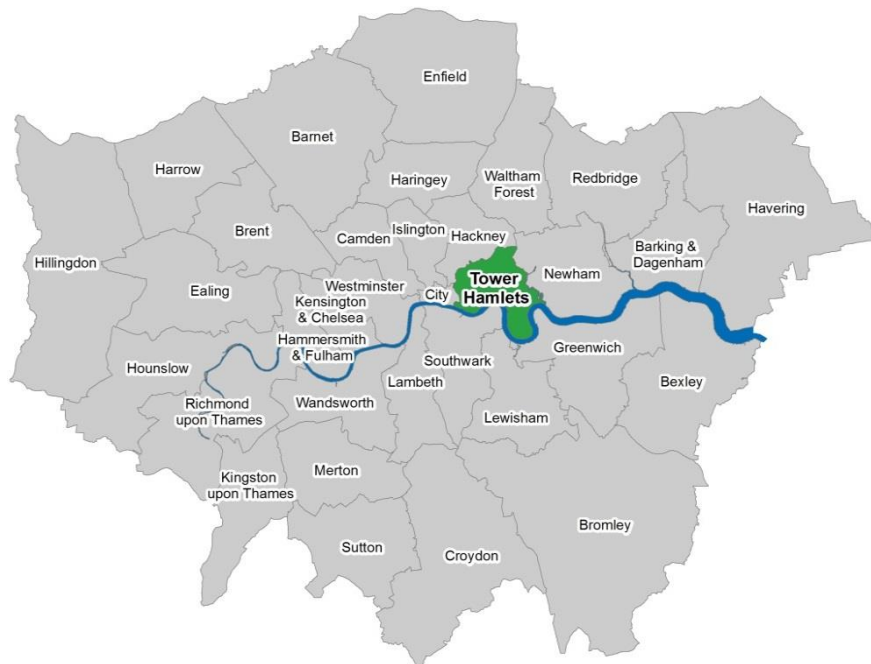 Enfield
Barnet
Harrow
Haringey
Waltham
Forest
Redbridge
Havering
Brent
Camden
Islington
Hackney
Barking &
Dagenham
Hillingdon
Ealing
Westminster
Kensington
& Chelsea
City
Tower
Hamlets
Newham
Hammersmith
& Fulham
Hounslow
Southwark
Greenwich
Bexley
Lambeth
Richmond
upon Thames
Wandsworth
Lewisham
Kingston
upon Thames
Merton
Sutton
Croydon
Bromley